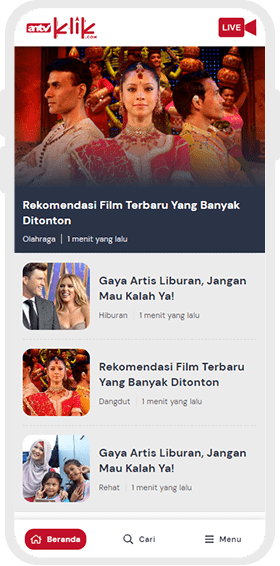 antv klik
.com
LIVE
Rekomendasi Film Terbaru Yang Banyak
Ditonton
Olahraga | 1 menit yang lalu
Gaya Artis Liburan, Jangan
Mau Kalah Ya!
Hiburan | 1 menit yang lalu
Rekomendasi Film Terbaru
Yang Banyak Ditonton
Dangdut | 1 menit yang lalu
Gaya Artis Liburan, Jangan
Mau Kalah Ya!
Rehat | 1 menit yang lalu
Beranda
Cari
Menu